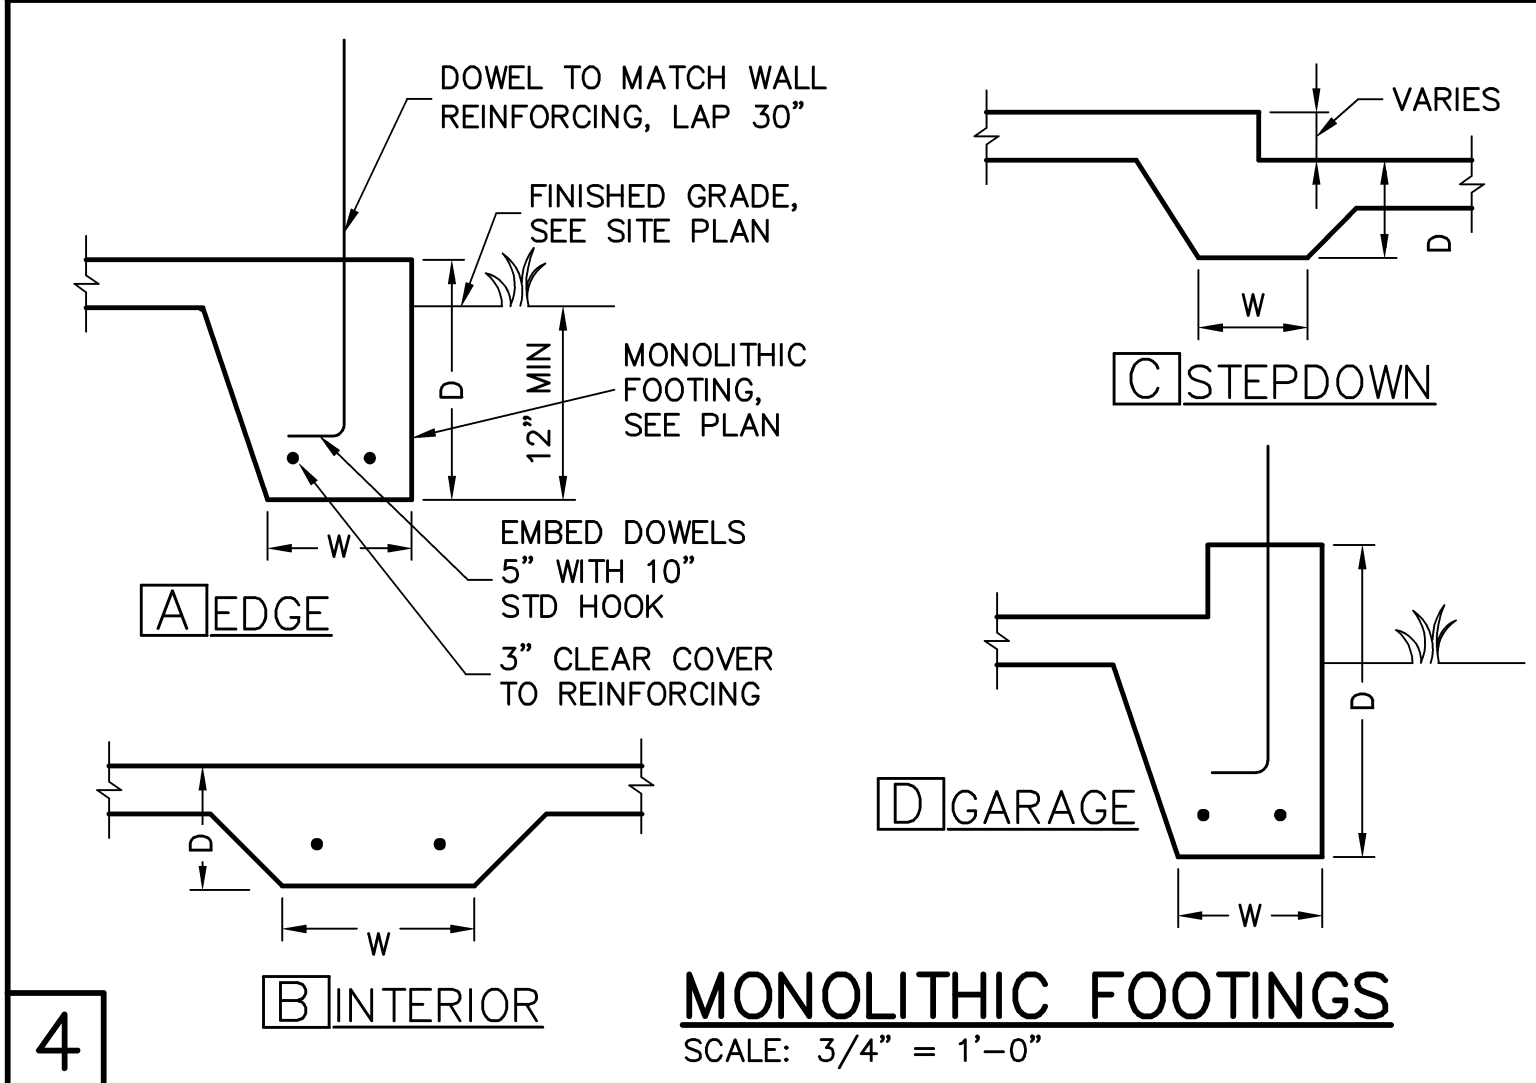 DOWEL TO MATCH WALL
REINFORCING, LAP 30”
FINISHED GRADE,
SEE SITE PLAN
D
12” MIN
MONOLITHIC
FOOTING,
SEE PLAN
W
EMBED DOWELS
5” WITH 10”
STD HOOK
3” CLEAR COVER
TO REINFORCING
A EDGE
VARIES
D
W
C STEPDOWN
D
W
B INTERIOR
D
W
D GARAGE
MONOLITHIC FOOTINGS
SCALE: 3/4” = 1’-0”
4